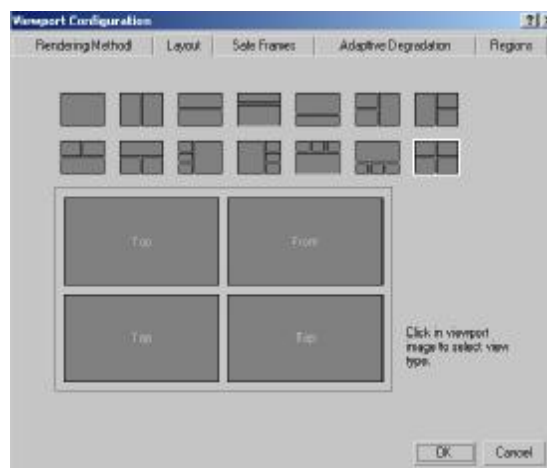 Viewport Configuration
Rendering Method Layout Safe Frames Adaptive Degradation Regions
Top Front
Top Top
Click in viewport
image to select view
type.
OK Cancel